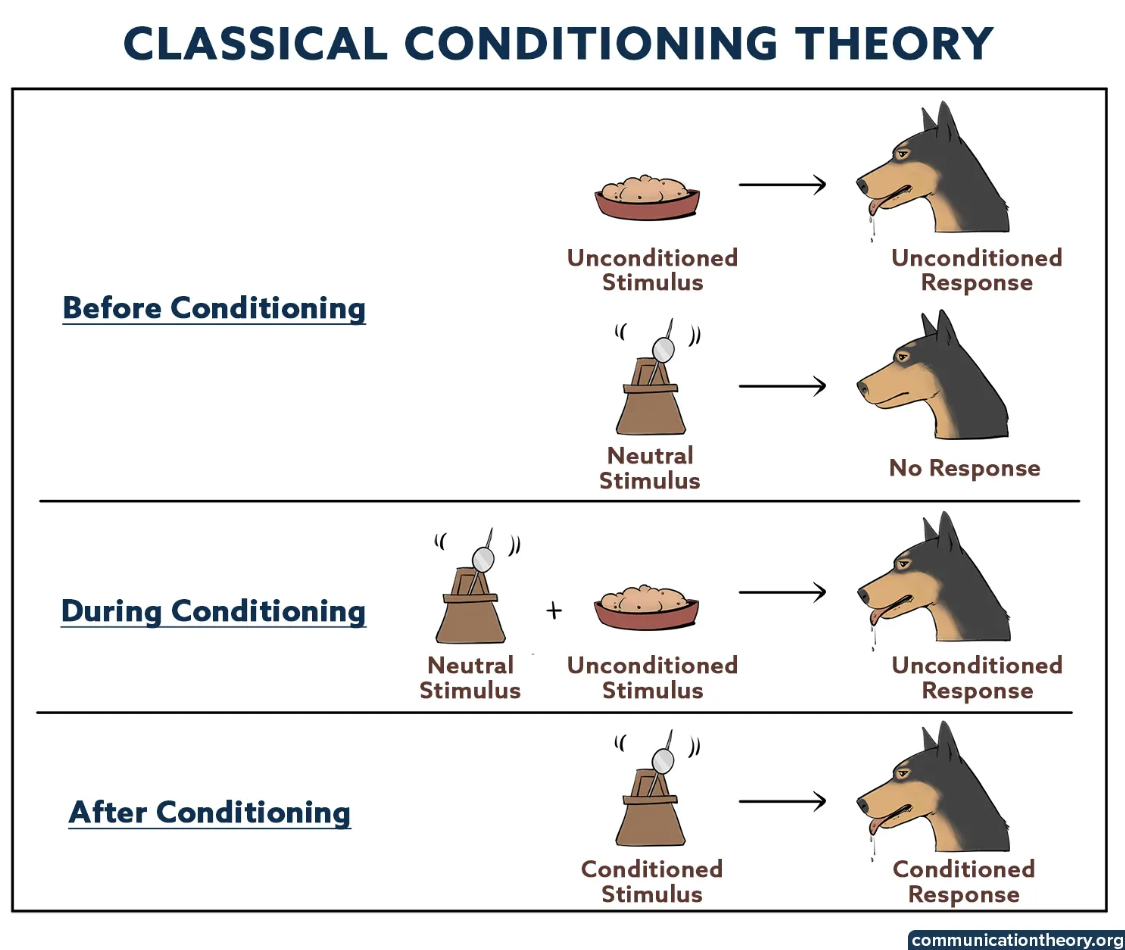 CLASSICAL CONDITIONING THEORY
Unconditioned
Stimulus
Unconditioned
Response
Before Conditioning
Neutral
Stimulus
No Response
During Conditioning
+
Neutral
Stimulus
Unconditioned
Stimulus
Unconditioned
Response
After Conditioning
Conditioned
Stimulus
Conditioned
Response
communicationtheory.org